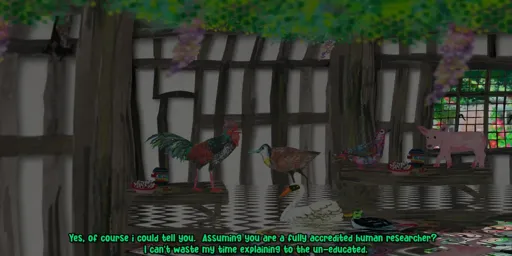 Yes, of course i could tell you.  Assuming you are a fully accredited human researcher?
I can't waste my time explaining to the un-educated.